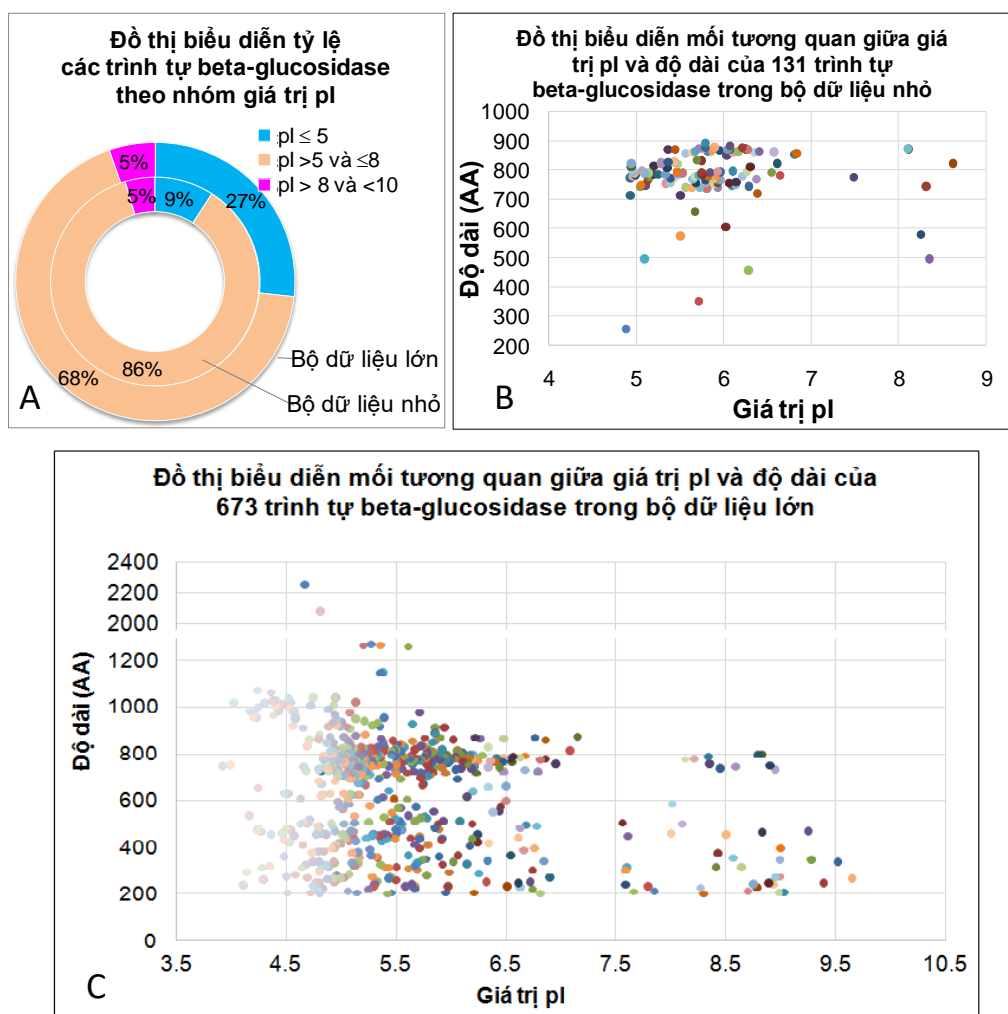 Đồ thị biểu diễn tỷ lệ
các trình tự beta-glucosidase
theo nhóm giá trị pI
pI ≤ 5
pI >5 và ≤8
pI > 8 và <10
5%
5%
9%
27%
86%
68%
Bộ dữ liệu lớn
Bộ dữ liệu nhỏ
A
Đồ thị biểu diễn mối tương quan giữa giá
trị pI và độ dài của 131 trình tự
beta-glucosidase trong bộ dữ liệu nhỏ
Độ dài (AA)
900
800
700
600
500
400
300
200
4 5 6 7 8 9
Giá trị pI
B
Đồ thị biểu diễn mối tương quan giữa giá trị pI và độ dài của
673 trình tự beta-glucosidase trong bộ dữ liệu lớn
Độ dài (AA)
2400
2200
2000
1200
1000
800
600
400
200
0
3.5 4.5 5.5 6.5 7.5 8.5 9.5 10.5
Giá trị pI
C